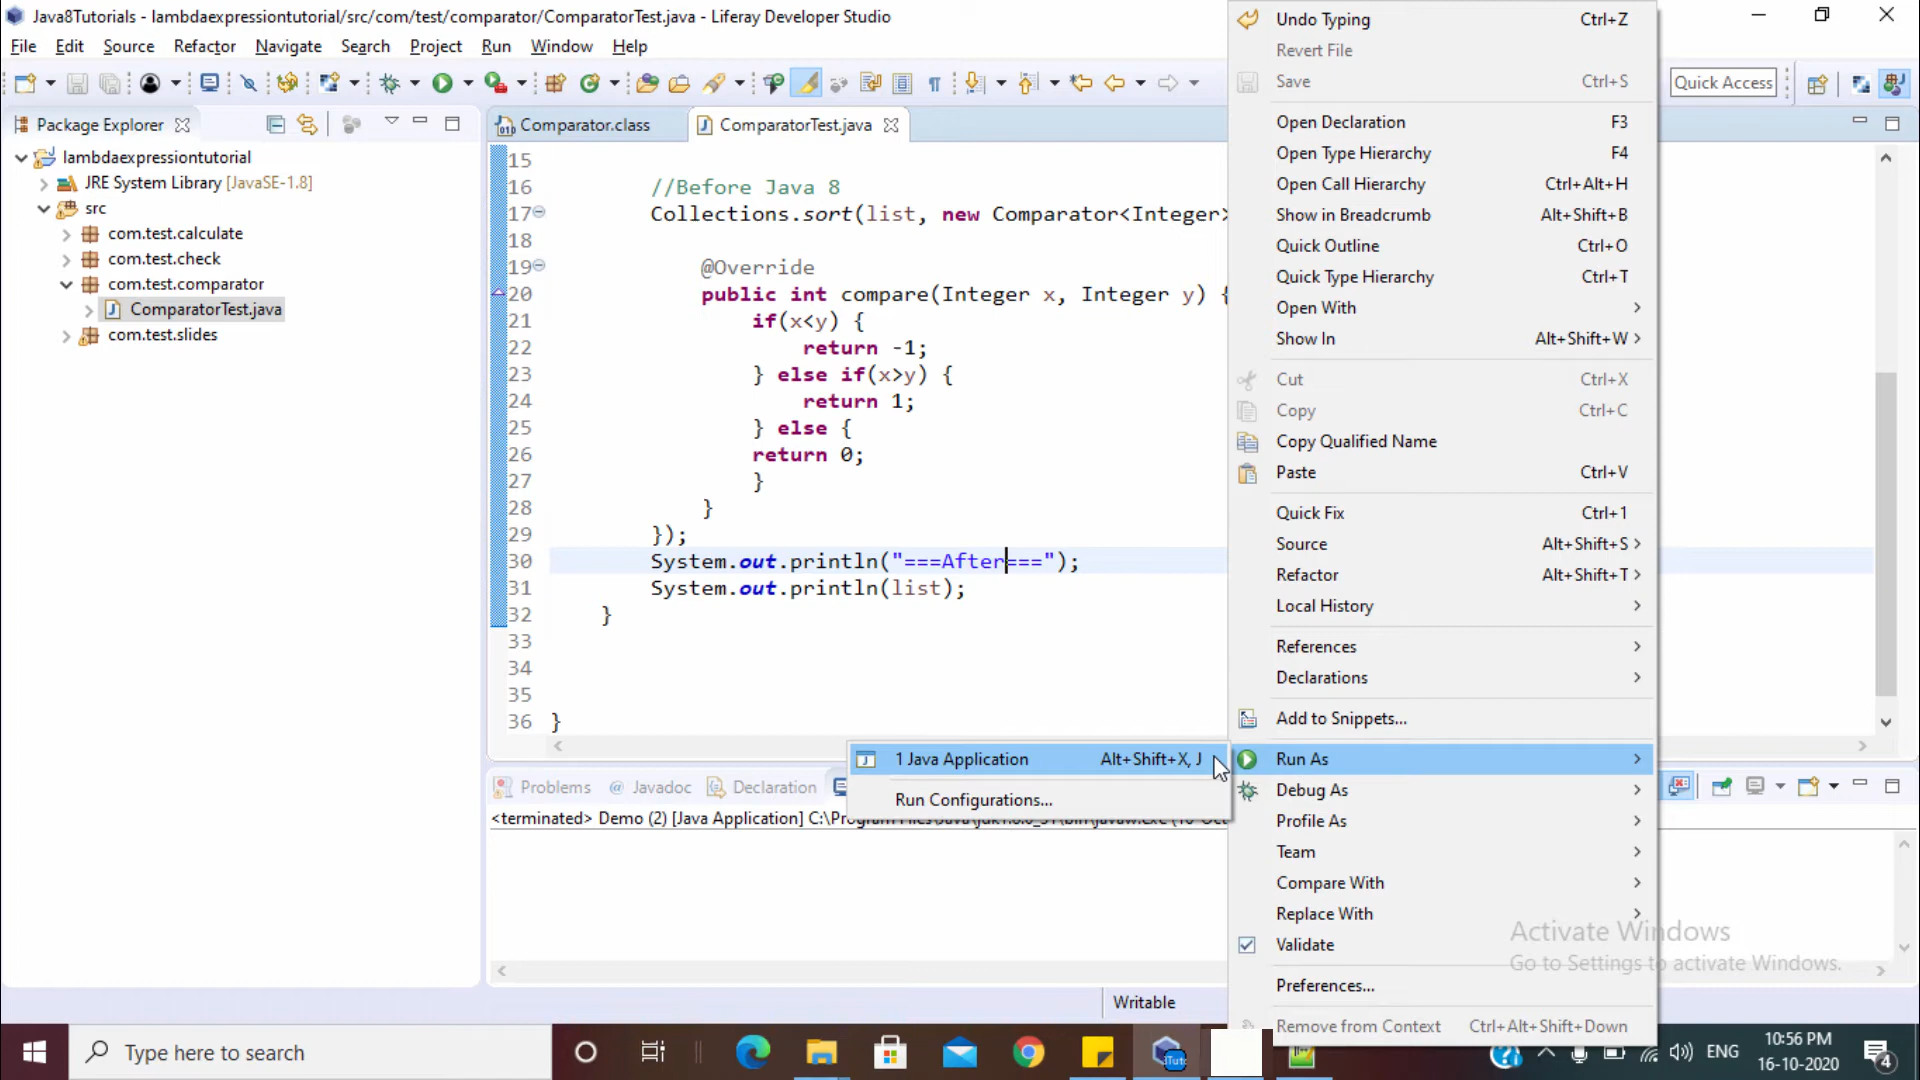 Java8Tutorials - lambdaexpressiontutorial/src/com/test/comparator/ComparatorTest.java - Liferay Developer Studio
File Edit Source Refactor Navigate Search Project Run Window Help
Quick Access
Package Explorer
lambdaexpressiontutorial
JRE System Library [JavaSE-1.8]
src
com.test.calculate
com.test.check
com.test.comparator
ComparatorTest.java
com.test.slides
Comparator.class
ComparatorTest.java
15
16 //Before Java 8
17 Collections.sort(list, new Comparator<Integer>
18
19 @Override
20 public int compare(Integer x, Integer y) {
21 if(x<y) {
22 return -1;
23 } else if(x>y) {
24 return 1;
25 } else {
26 return 0;
27 }
28 }
29 });
30 System.out.println("===After===");
31 System.out.println(list);
32 }
33
34
35
36 }
Undo Typing Ctrl+Z
Revert File
Save Ctrl+S
Open Declaration F3
Open Type Hierarchy F4
Open Call Hierarchy Ctrl+Alt+H
Show in Breadcrumb Alt+Shift+B
Quick Outline Ctrl+O
Quick Type Hierarchy Ctrl+T
Open With
Show In Alt+Shift+W
Cut Ctrl+X
Copy Ctrl+C
Copy Qualified Name
Paste Ctrl+V
Quick Fix Ctrl+1
Source Alt+Shift+S
Refactor Alt+Shift+T
Local History
References
Declarations
Add to Snippets...
Run As
Debug As
Profile As
Team
Compare With
Replace With
Validate
Preferences...
Remove from Context Ctrl+Alt+Shift+Down
1 Java Application Alt+Shift+X, J
Run Configurations...
Problems Javadoc Declaration
<terminated> Demo (2) [Java Application] C:\Program Files\Java
Activate Windows
Go to Settings to activate Windows.
Writable
Type here to search
ENG
10:56 PM
16-10-2020
4